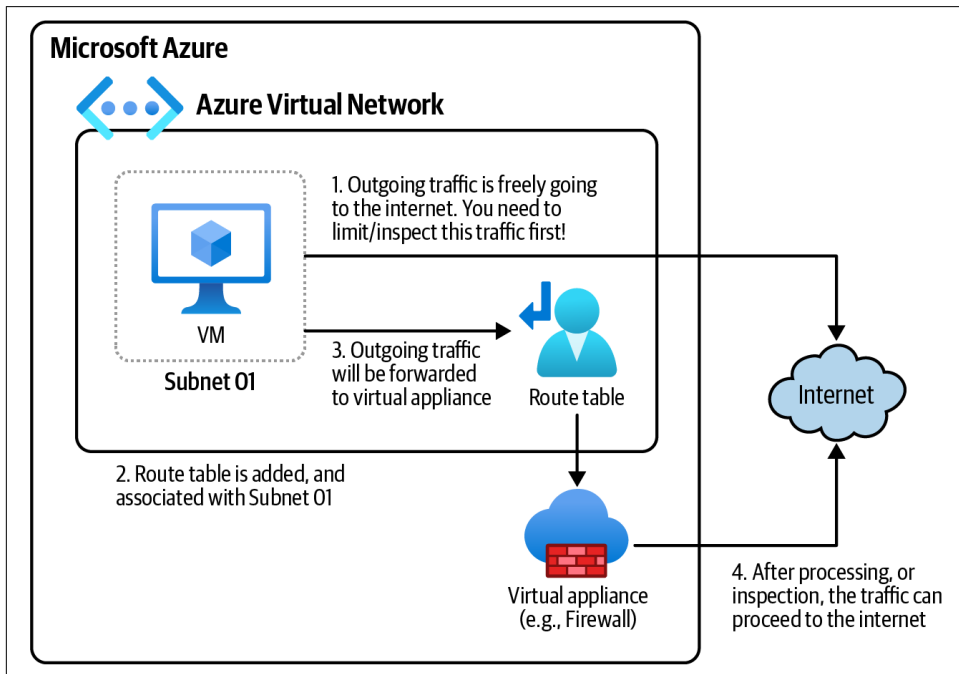 Microsoft Azure
Azure Virtual Network
1. Outgoing traffic is freely going
to the internet. You need to
limit/inspect this traffic first!
VM
Subnet 01
3. Outgoing traffic
will be forwarded
to virtual appliance
Route table
Internet
2. Route table is added, and
associated with Subnet 01
Virtual appliance
(e.g., Firewall)
4. After processing, or
inspection, the traffic can
proceed to the internet